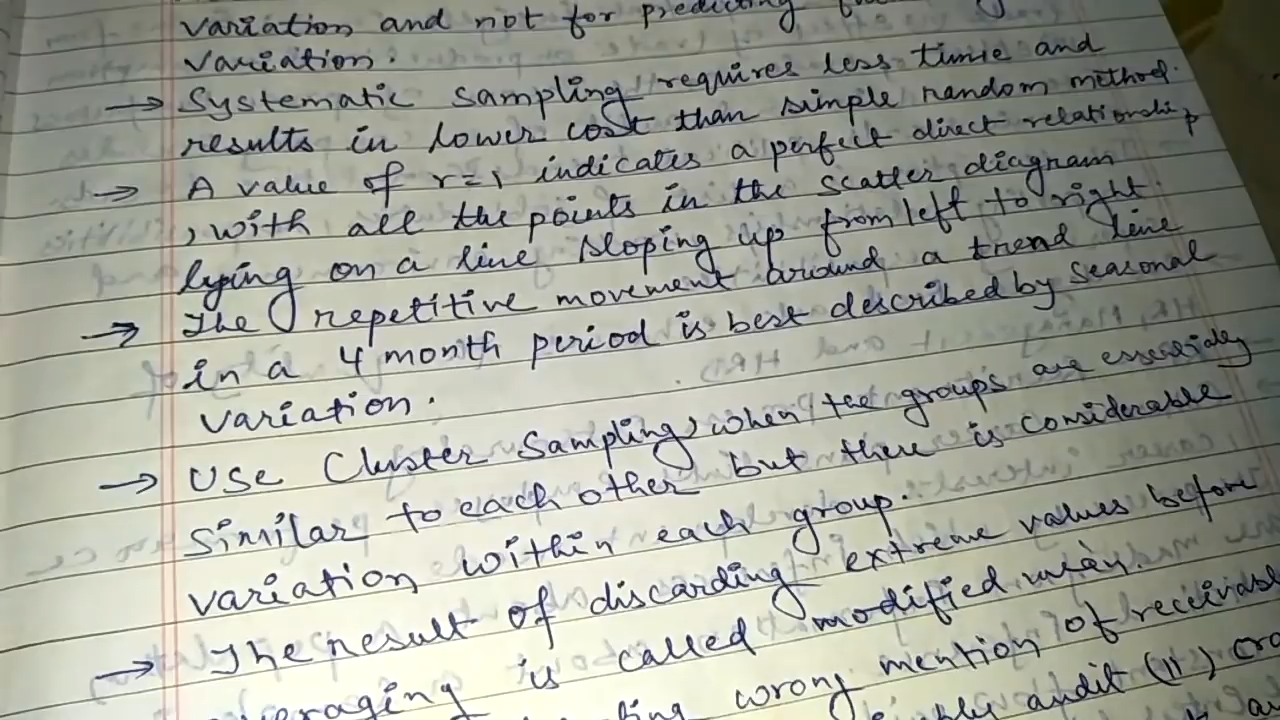 variation and not for predicting
variation.
→ Systematic sampling requires less time and
results in lower cost than simple random method.
→ A value of r=1 indicates a perfect direct relationship
, with all the points in the scatter diagram
lying on a line sloping up from left to right.
→ The repetitive movement around a trend line
in a 4 month period is best described by seasonal
variation.
→ Use Cluster Sampling, when the groups are essentially
similar to each other but there is considerable
variation within each group.
→ The result of discarding extreme values before
averaging is called modified mean.
wrong mention of receivable
audit (11)